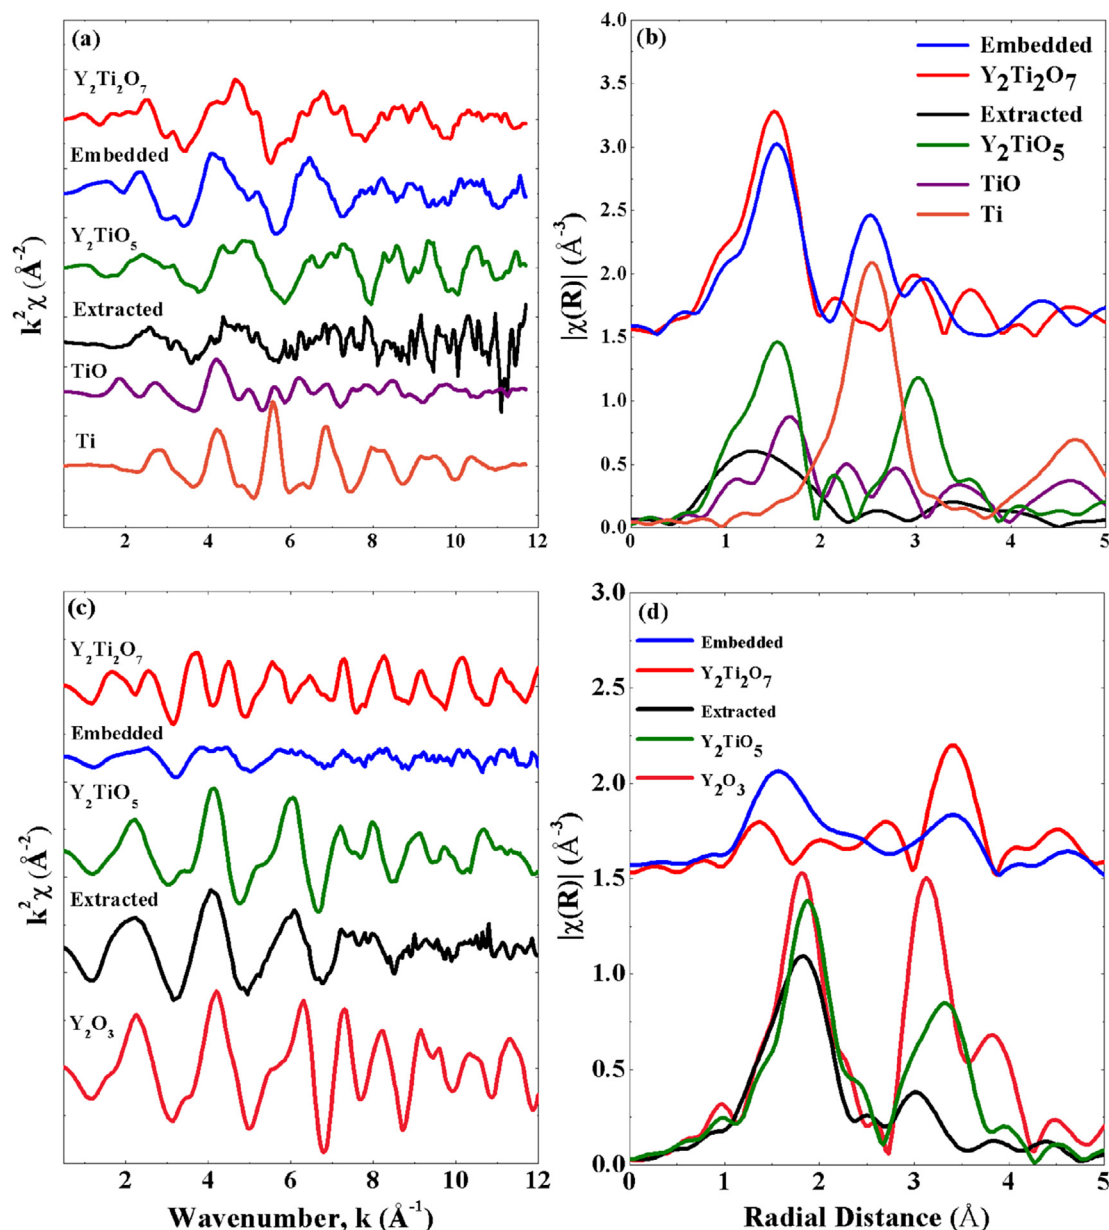 (a)
Y2Ti2O7
Embedded
Y2TiO5
Extracted
TiO
Ti
k2χ (Å-2)
2 4 6 8 10 12
(b)
4.0
3.5
3.0
2.5
2.0
1.5
1.0
0.5
0.0
|χ(R)| (Å-3)
Embedded
Y2Ti2O7
Extracted
Y2TiO5
TiO
Ti
0 1 2 3 4 5
(c)
Y2Ti2O7
Embedded
Y2TiO5
Extracted
Y2O3
k2χ (Å-2)
2 4 6 8 10 12
Wavenumber, k (Å-1)
(d)
3.0
2.5
2.0
1.5
1.0
0.5
0.0
|χ(R)| (Å-3)
Embedded
Y2Ti2O7
Extracted
Y2TiO5
Y2O3
0 1 2 3 4 5
Radial Distance (Å)